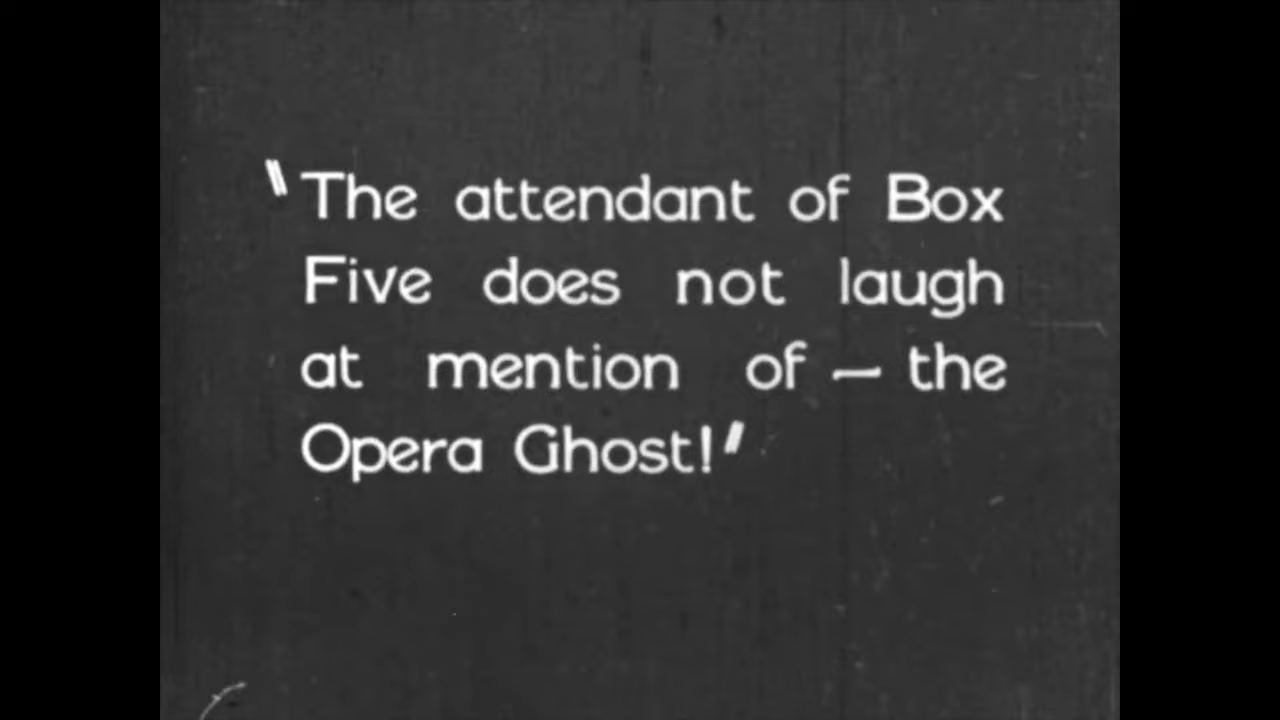 "The attendant of Box
Five does not laugh
at mention of — the
Opera Ghost!"